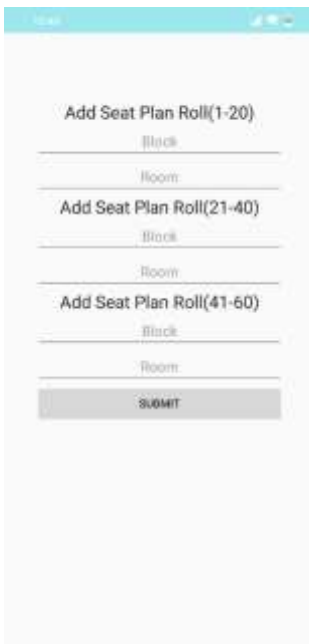 Add Seat Plan Roll(1-20)
Block
Room
Add Seat Plan Roll(21-40)
Block
Room
Add Seat Plan Roll(41-60)
Block
Room
SUBMIT